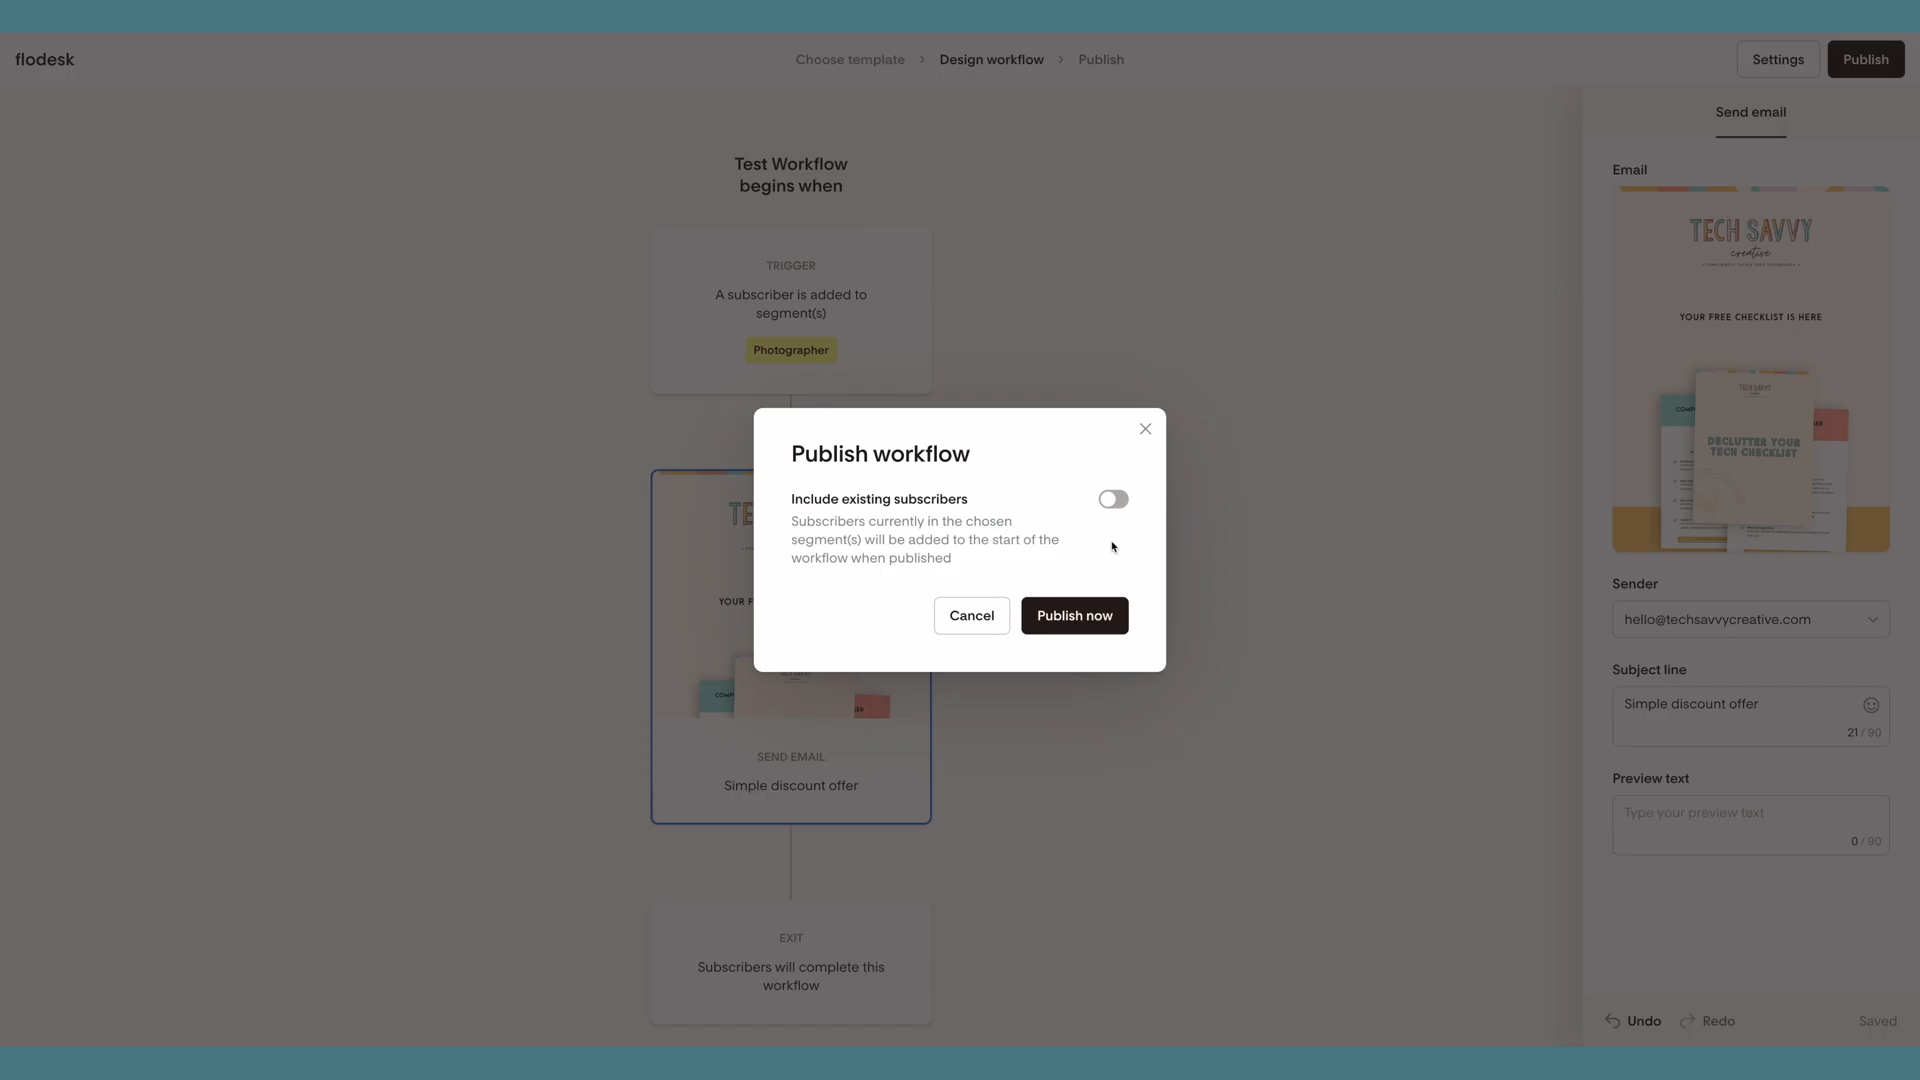 flodesk
Choose template
Design workflow
Publish
Settings
Publish
Test Workflow
begins when
TRIGGER
A subscriber is added to
segment(s)
Photographer
YOUR F
COMP
SEND EMAIL
Simple discount offer
EXIT
Subscribers will complete this
workflow
Publish workflow
Include existing subscribers
Subscribers currently in the chosen
segment(s) will be added to the start of the
workflow when published
Cancel
Publish now
Send email
Email
TECH SAVVY
creative
YOUR FREE CHECKLIST IS HERE
TECH SAVVY
DECLUTTER YOUR
TECH CHECKLIST
Sender
hello@techsavvycreative.com
Subject line
Simple discount offer
21 / 90
Preview text
Type your preview text
0 / 90
Undo
Redo
Saved